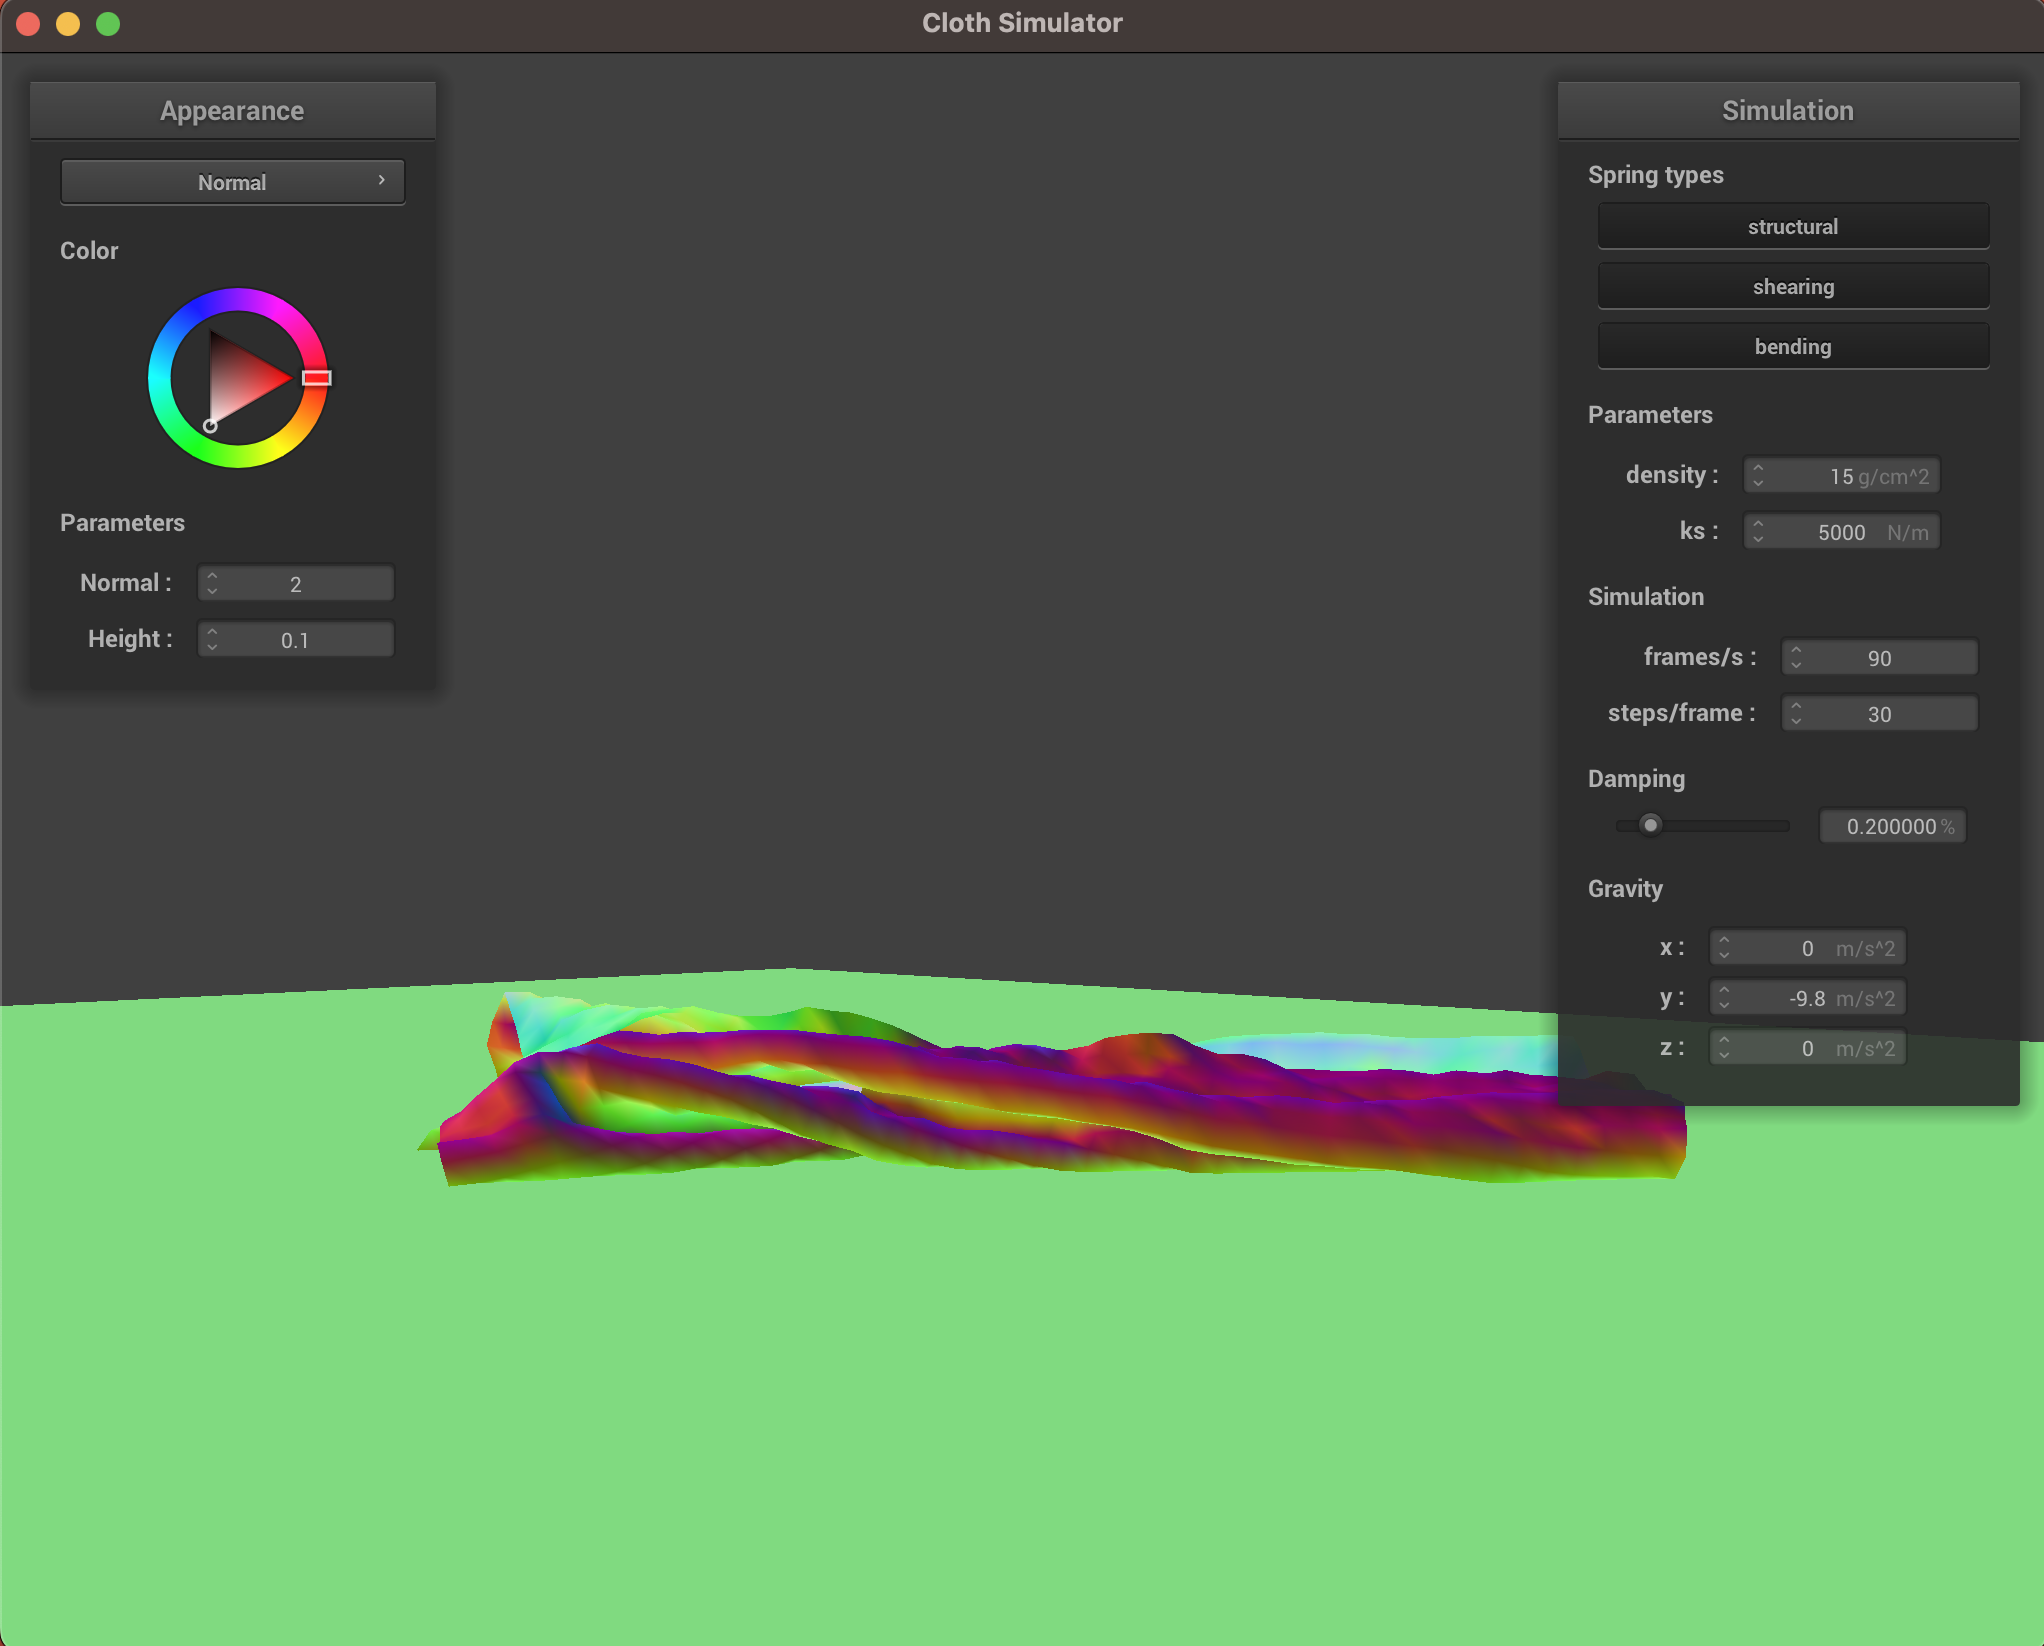 Cloth Simulator
Appearance
Normal
Color
Parameters
Normal : 2
Height : 0.1
Simulation
Spring types
structural
shearing
bending
Parameters
density : 15 g/cm^2
ks : 5000 N/m
Simulation
frames/s : 90
steps/frame : 30
Damping
0.200000 %
Gravity
x : 0 m/s^2
y : -9.8 m/s^2
z : 0 m/s^2